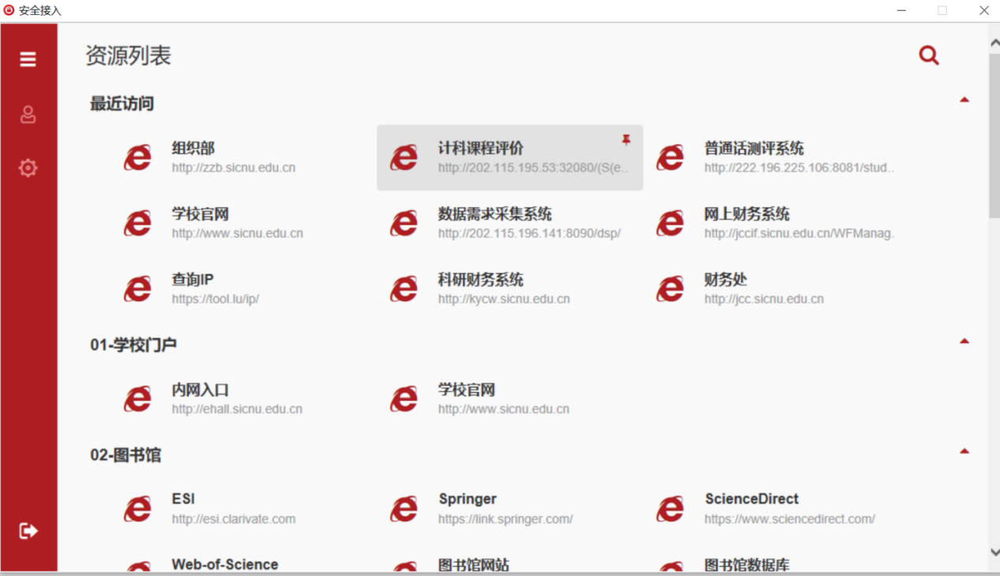 安全接入
资源列表
最近访问
组织部
http://zzb.sicnu.edu.cn
计科课程评价
http://202.115.195.53:32080/(S(e..
普通话测评系统
http://222.196.225.106:8081/stud..
学校官网
http://www.sicnu.edu.cn
数据需求采集系统
http://202.115.196.141:8090/dsp/
网上财务系统
http://jccif.sicnu.edu.cn/WFManag.
查询IP
https://tool.lu/ip/
科研财务系统
http://kycw.sicnu.edu.cn
财务处
http://jcc.sicnu.edu.cn
01-学校门户
内网入口
http://ehall.sicnu.edu.cn
学校官网
http://www.sicnu.edu.cn
02-图书馆
ESI
http://esi.clarivate.com
Springer
https://link.springer.com/
ScienceDirect
https://www.sciencedirect.com/
Web-of-Science
图书馆网站
图书馆数据库